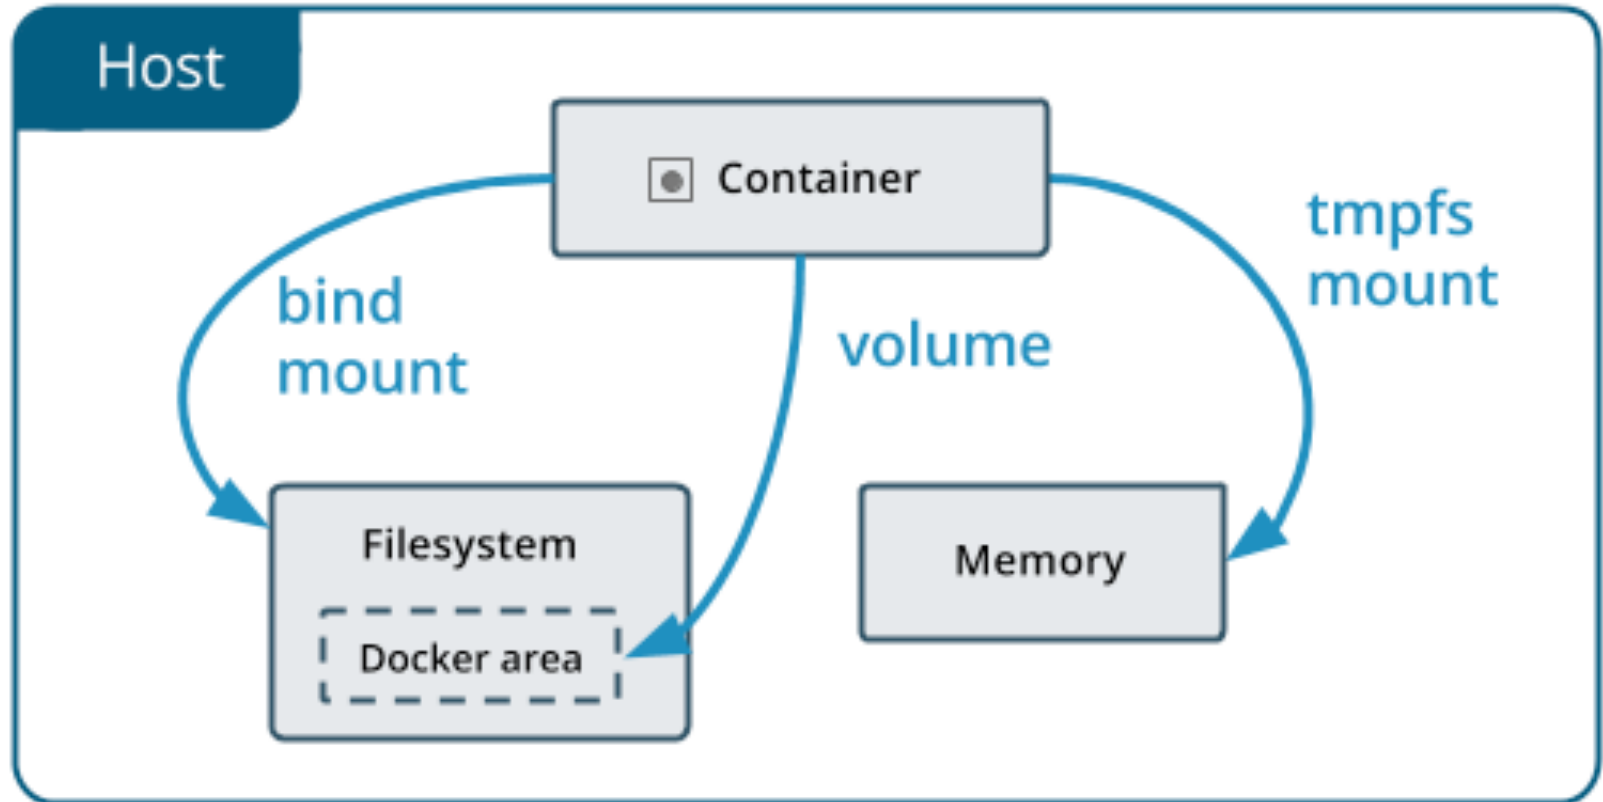 Host
Container
bind
mount
volume
tmpfs
mount
Filesystem
Docker area
Memory